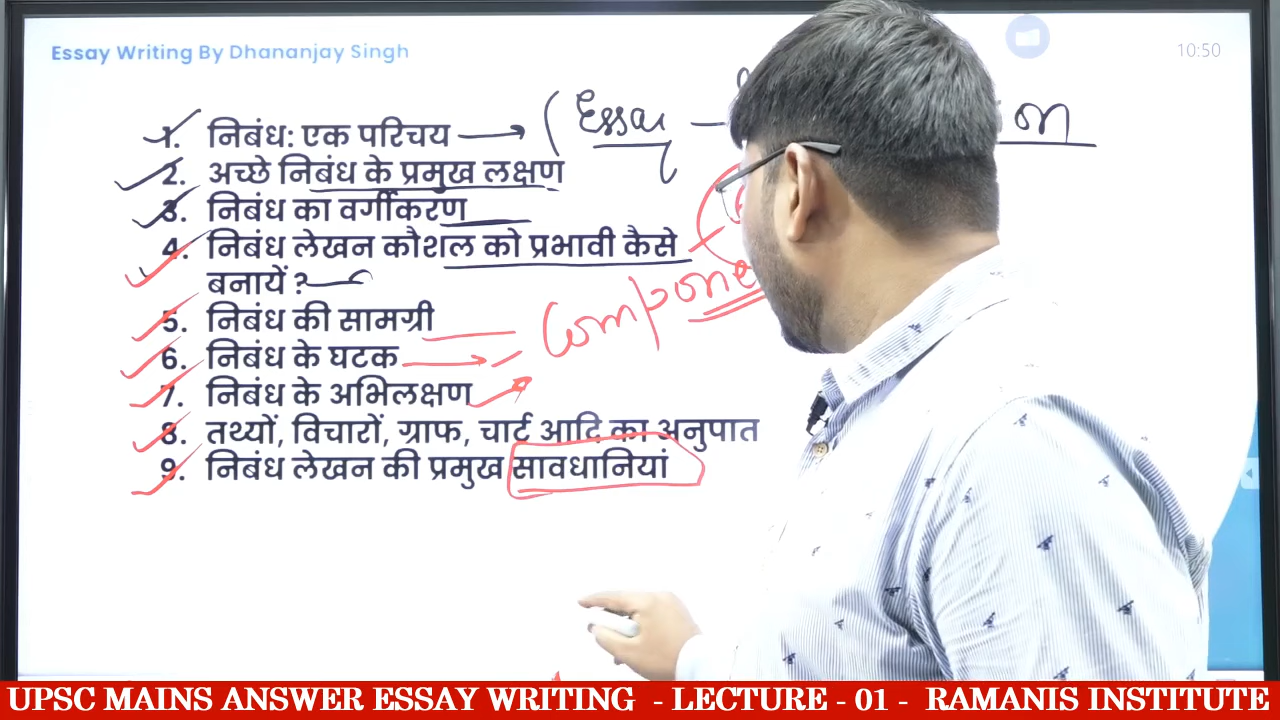 Essay Writing By Dhananjay Singh
10:50
1. निबंध: एक परिचय
Essay
2. अच्छे निबंध के प्रमुख लक्षण
3. निबंध का वर्गीकरण
4. निबंध लेखन कौशल को प्रभावी कैसे
बनायें ?
5. निबंध की सामग्री
6. निबंध के घटक
7. निबंध के अभिलक्षण
8. तथ्यों, विचारों, ग्राफ, चार्ट आदि का अनुपात
9. निबंध लेखन की प्रमुख सावधानियां
UPSC MAINS ANSWER ESSAY WRITING - LECTURE - 01 - RAMANIS INSTITUTE